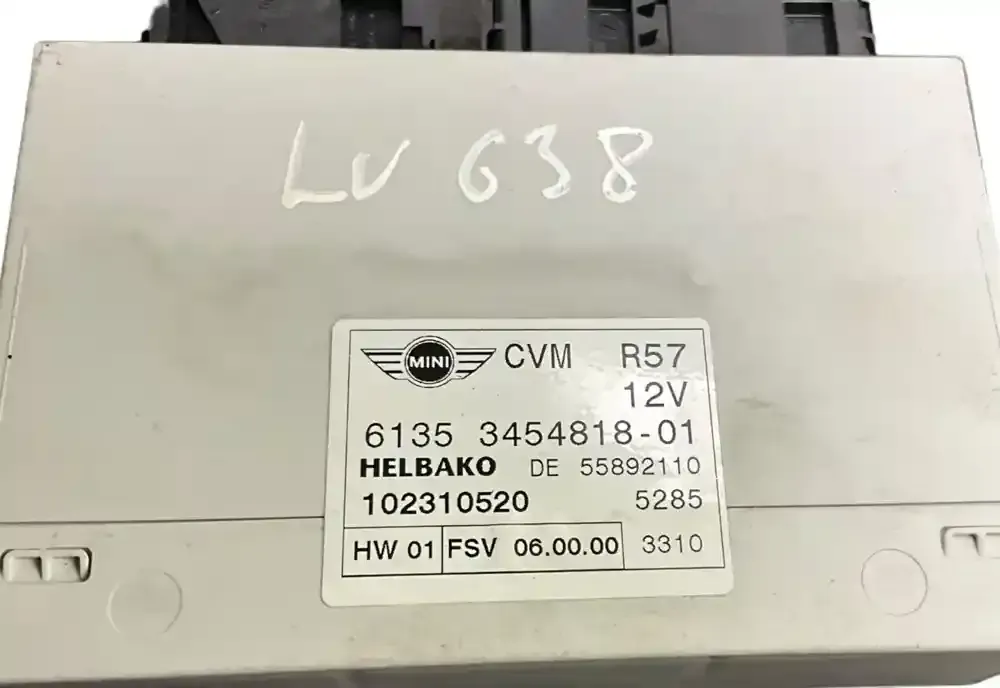 LV 638
MINI CVM R57
12V
6135 3454818-01
HELBAKO DE 55892110
102310520 5285
HW 01 FSV 06.00.00 3310